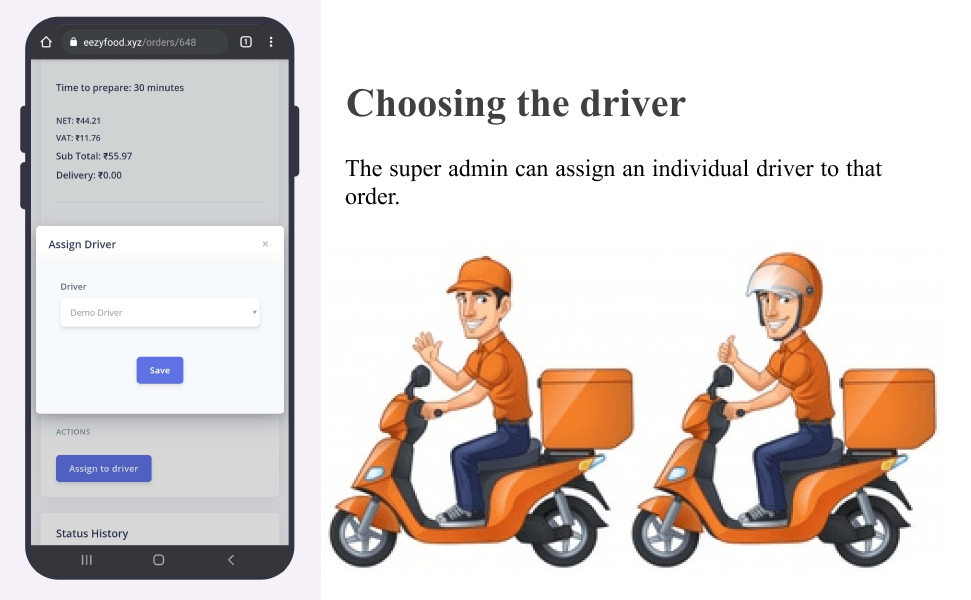 eezyfood.xyz/orders/648
1
Time to prepare: 30 minutes
NET: ₹44.21
VAT: ₹11.76
Sub Total: ₹55.97
Delivery: ₹0.00
Assign Driver
×
Driver
Demo Driver
Save
ACTIONS
Assign to driver
Status History
Choosing the driver
The super admin can assign an individual driver to that
order.